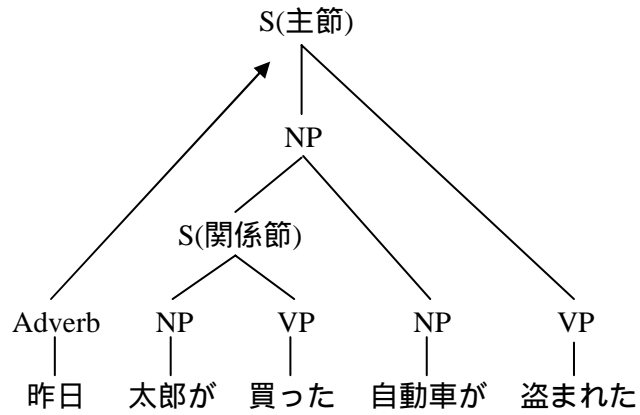 S(主節)
NP
S(関係節)
Adverb NP VP NP VP
昨日 太郎が 買った 自動車が 盗まれた